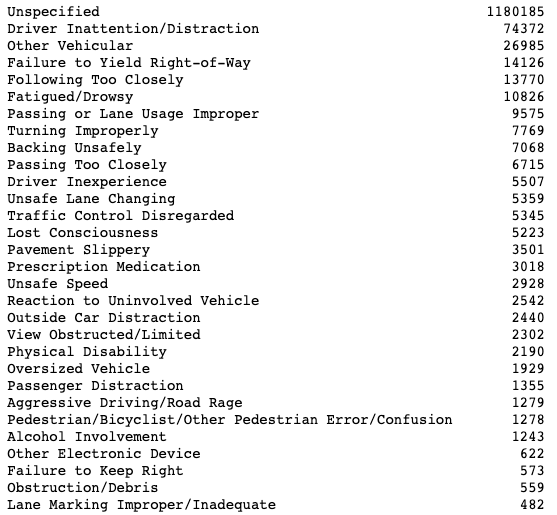 Unspecified 1180185
Driver Inattention/Distraction 74372
Other Vehicular 26985
Failure to Yield Right-of-Way 14126
Following Too Closely 13770
Fatigued/Drowsy 10826
Passing or Lane Usage Improper 9575
Turning Improperly 7769
Backing Unsafely 7068
Passing Too Closely 6715
Driver Inexperience 5507
Unsafe Lane Changing 5359
Traffic Control Disregarded 5345
Lost Consciousness 5223
Pavement Slippery 3501
Prescription Medication 3018
Unsafe Speed 2928
Reaction to Uninvolved Vehicle 2542
Outside Car Distraction 2440
View Obstructed/Limited 2302
Physical Disability 2190
Oversized Vehicle 1929
Passenger Distraction 1355
Aggressive Driving/Road Rage 1279
Pedestrian/Bicyclist/Other Pedestrian Error/Confusion 1278
Alcohol Involvement 1243
Other Electronic Device 622
Failure to Keep Right 573
Obstruction/Debris 559
Lane Marking Improper/Inadequate 482